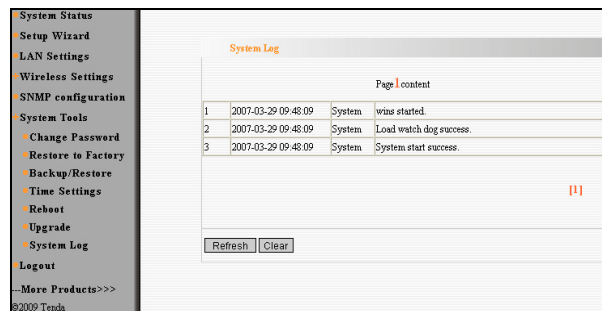 System Status
Setup Wizard
LAN Settings
Wireless Settings
SNMP configuration
System Tools
Change Password
Restore to Factory
Backup/Restore
Time Settings
Reboot
Upgrade
System Log
Logout
---More Products>>>
©2009 Tenda
System Log
Page 1 content
1 2007-03-29 09:48:09 System wins started.
2 2007-03-29 09:48:09 System Load watch dog success.
3 2007-03-29 09:48:09 System System start success.
[1]
Refresh Clear